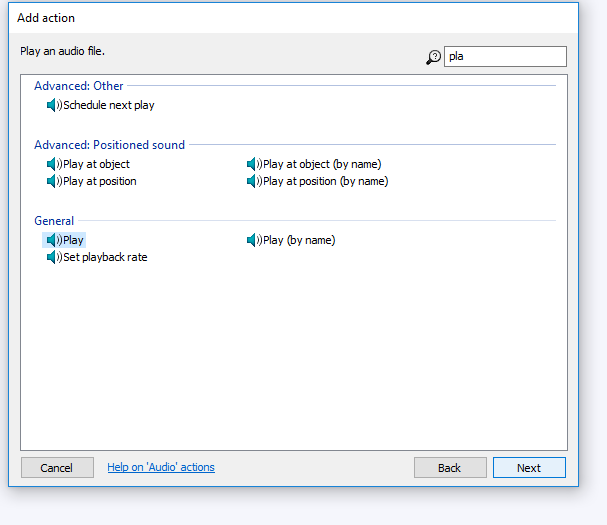 Add action
Play an audio file.
pla
Advanced: Other
Schedule next play
Advanced: Positioned sound
Play at object Play at object (by name)
Play at position Play at position (by name)
General
Play Play (by name)
Set playback rate
Cancel Help on 'Audio' actions Back Next